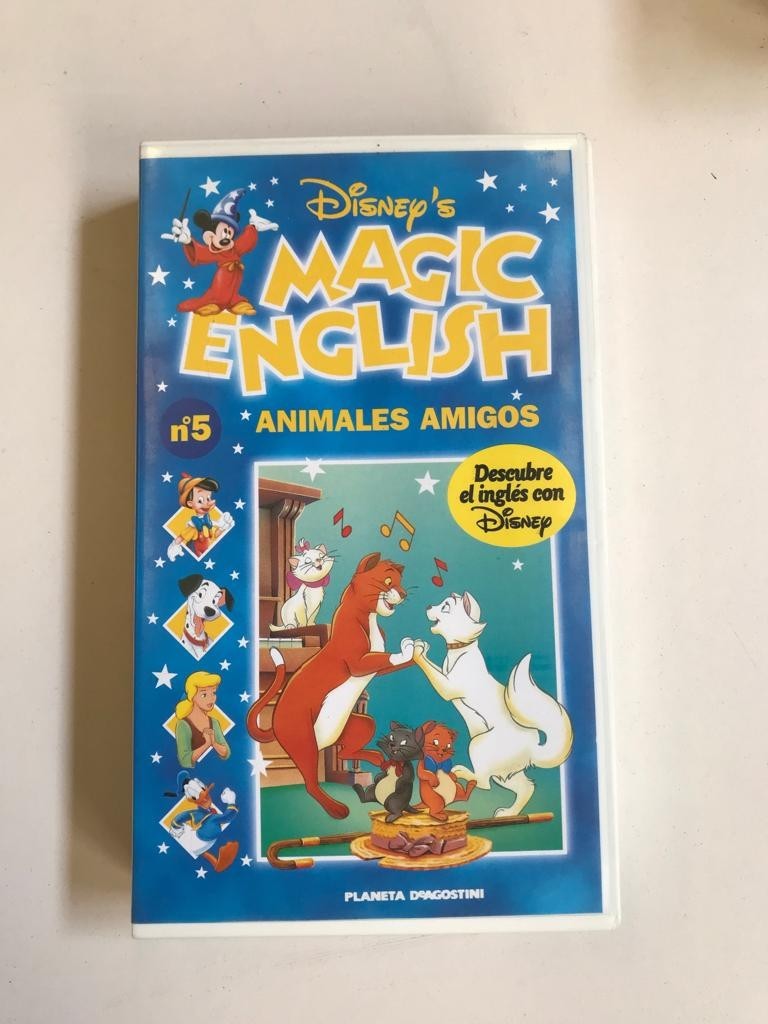 Disney's
MAGIC
ENGLISH
nº5
ANIMALES AMIGOS
Descubre
el inglés con
Disney
PLANETA DeAGOSTINI